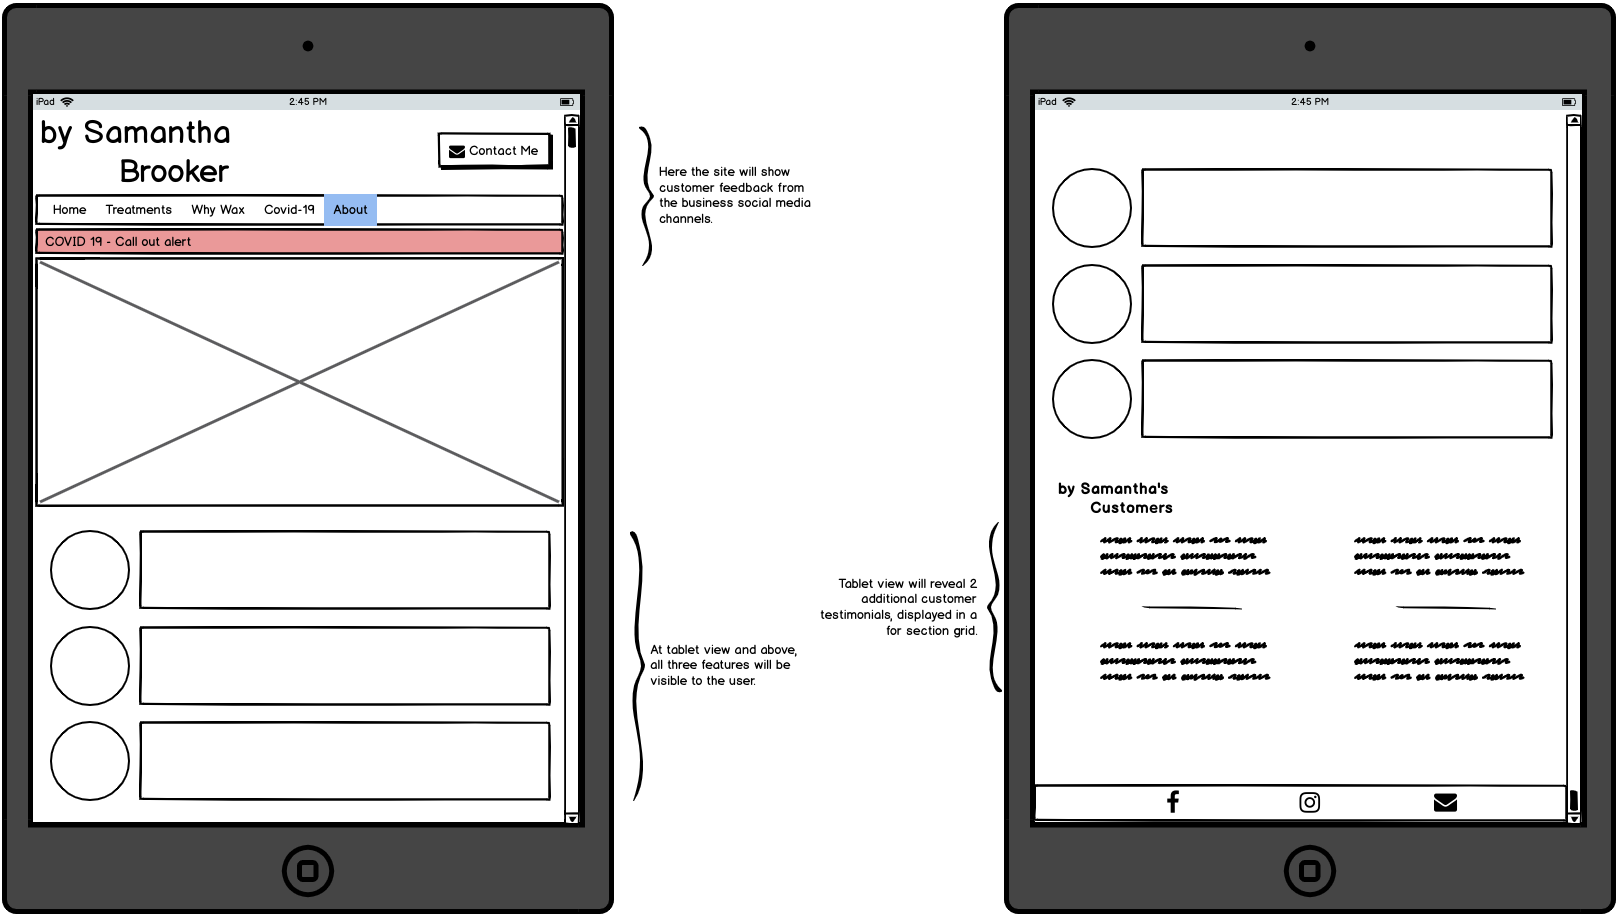 iPad
2:45 PM
by Samantha
Brooker
Contact Me
Home Treatments Why Wax Covid-19 About
COVID 19 - Call out alert
Here the site will show
customer feedback from
the business social media
channels.
At tablet view and above,
all three features will be
visible to the user.
iPad
2:45 PM
by Samantha's
Customers
Tablet view will reveal 2
additional customer
testimonials, displayed in a
for section grid.